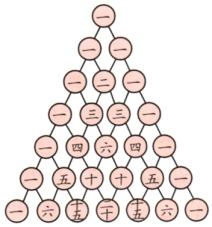 一
一 一
一 二 一
一 三 三 一
一 四 六 四 一
一 五 十 十 五 一
一 六 十五 二十 十五 六 一